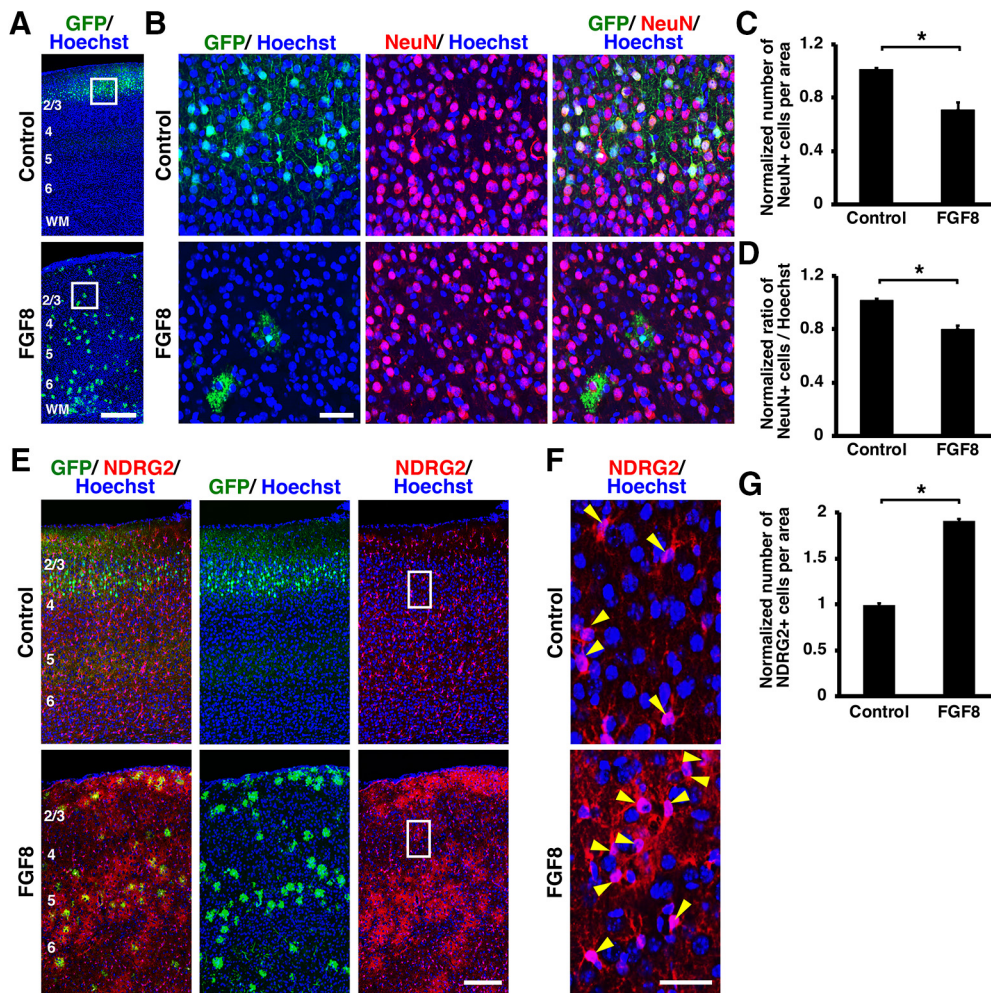 A
GFP/
Hoechst
Control
2/3
4
5
6
WM
FGF8
2/3
4
5
6
WM
B
GFP/ Hoechst
NeuN/ Hoechst
GFP/ NeuN/
Hoechst
Control
FGF8
C
Normalized number of
NeuN+ cells per area
1.2
0.8
0.4
0
*
Control
FGF8
D
Normalized ratio of
NeuN+ cells / Hoechst
1.2
0.8
0.4
0
*
Control
FGF8
E
GFP/ NDRG2/
Hoechst
GFP/ Hoechst
NDRG2/
Hoechst
Control
2/3
4
5
6
FGF8
2/3
4
5
6
F
NDRG2/
Hoechst
Control
FGF8
G
Normalized number of
NDRG2+ cells per area
2
1.5
1
0.5
0
*
Control
FGF8